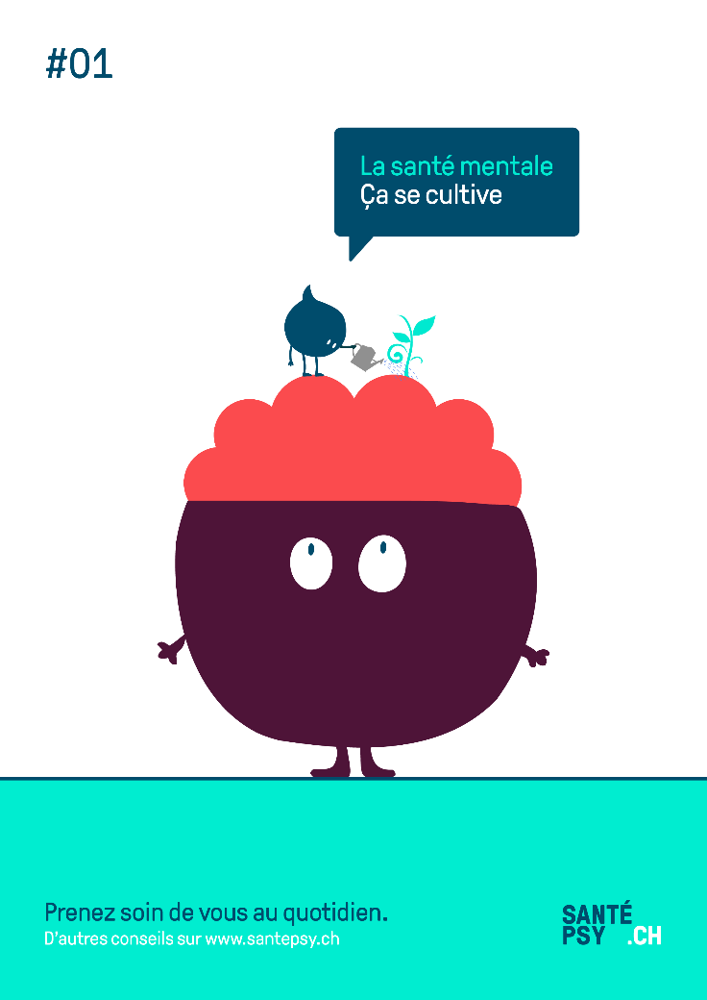 #01
La santé mentale
Ça se cultive
Prenez soin de vous au quotidien.
D'autres conseils sur www.santepsy.ch
SANTÉ
PSY .CH